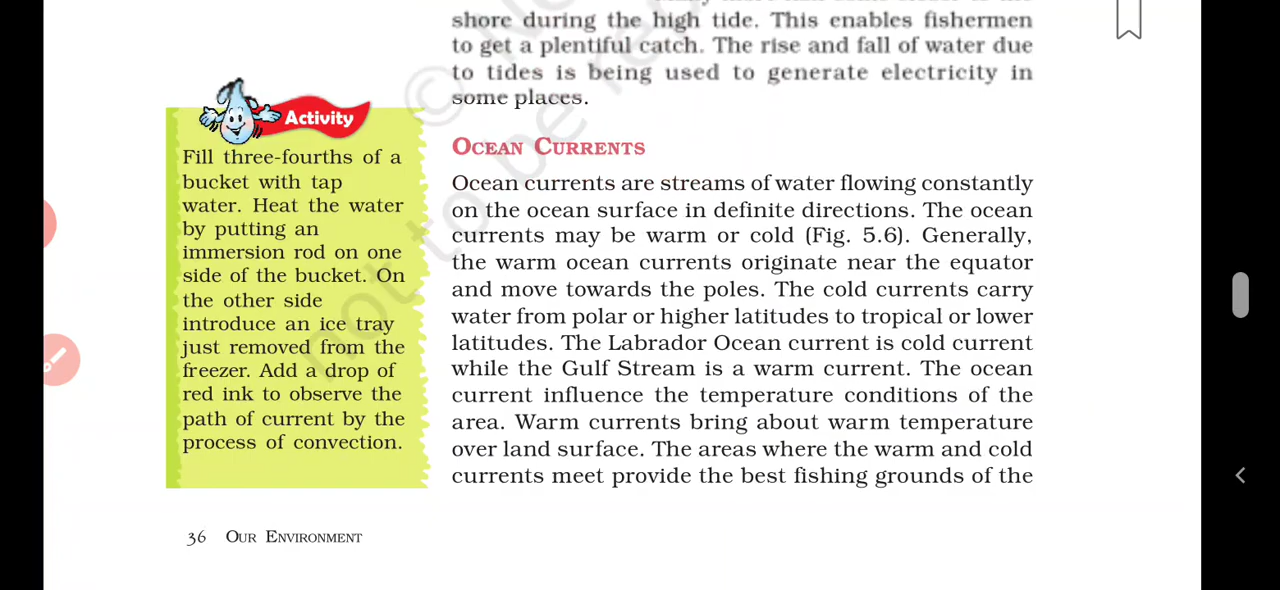 shore during the high tide. This enables fishermen
to get a plentiful catch. The rise and fall of water due
to tides is being used to generate electricity in
some places.
Activity
Fill three-fourths of a
bucket with tap
water. Heat the water
by putting an
immersion rod on one
side of the bucket. On
the other side
introduce an ice tray
just removed from the
freezer. Add a drop of
red ink to observe the
path of current by the
process of convection.
OCEAN CURRENTS
Ocean currents are streams of water flowing constantly
on the ocean surface in definite directions. The ocean
currents may be warm or cold (Fig. 5.6). Generally,
the warm ocean currents originate near the equator
and move towards the poles. The cold currents carry
water from polar or higher latitudes to tropical or lower
latitudes. The Labrador Ocean current is cold current
while the Gulf Stream is a warm current. The ocean
current influence the temperature conditions of the
area. Warm currents bring about warm temperature
over land surface. The areas where the warm and cold
currents meet provide the best fishing grounds of the
36 OUR ENVIRONMENT
not to be re